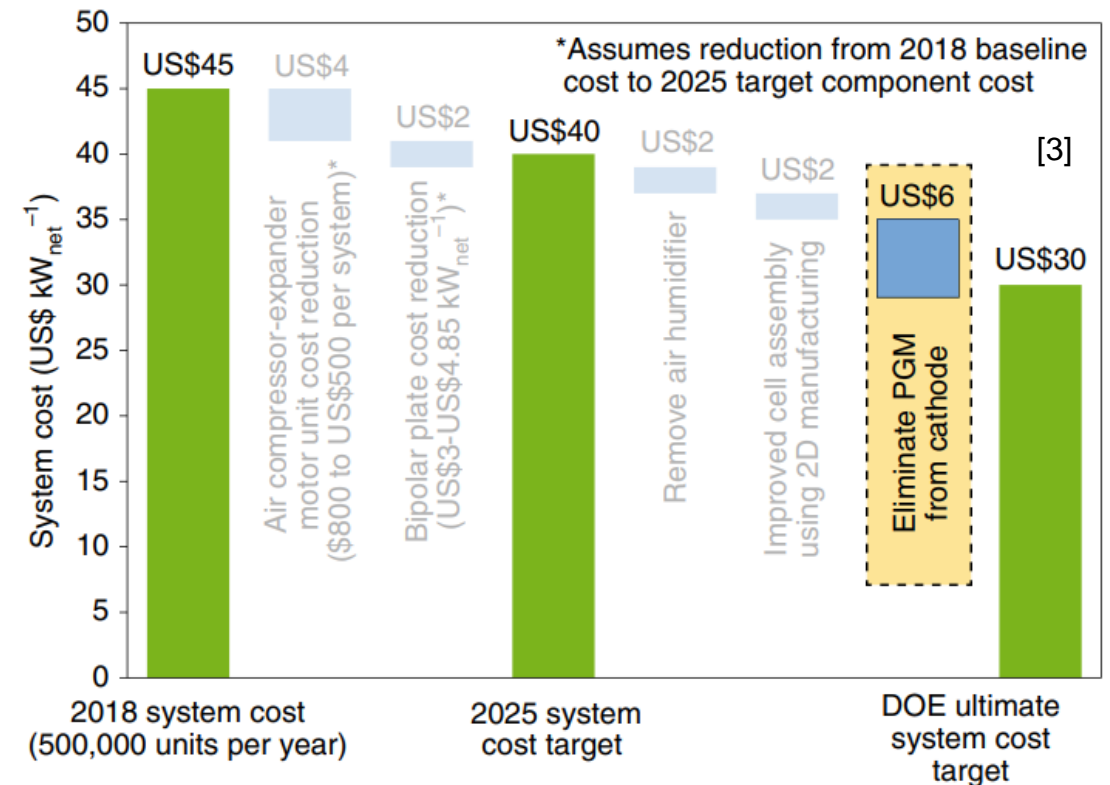 50
45
40
35
30
25
20
15
10
5
0
System cost (US$ kWnet−1)
*Assumes reduction from 2018 baseline
cost to 2025 target component cost
[3]
US$45
US$4
US$2
US$40
US$2
US$2
US$6
US$30
Air compressor-expander
motor unit cost reduction
($800 to US$500 per system)*
Bipolar plate cost reduction
(US$3-US$4.85 kWnet−1)*
Remove air humidifier
Improved cell assembly
using 2D manufacturing
Eliminate PGM
from cathode
2018 system cost
(500,000 units per year)
2025 system
cost target
DOE ultimate
system cost
target